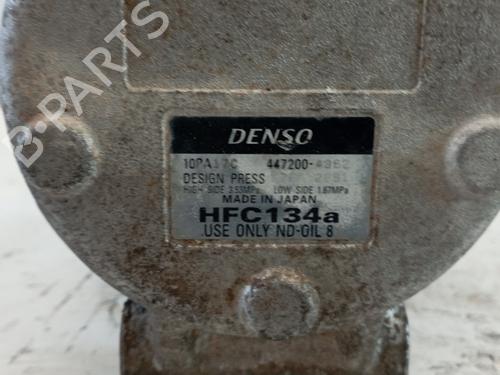 DENSO
10PA17C 447200-
DESIGN PRESS
HIGH SIDE 3.53MPa LOW SIDE 1.67MPa
MADE IN JAPAN
HFC134a
USE ONLY ND-OIL 8
B-PARTS